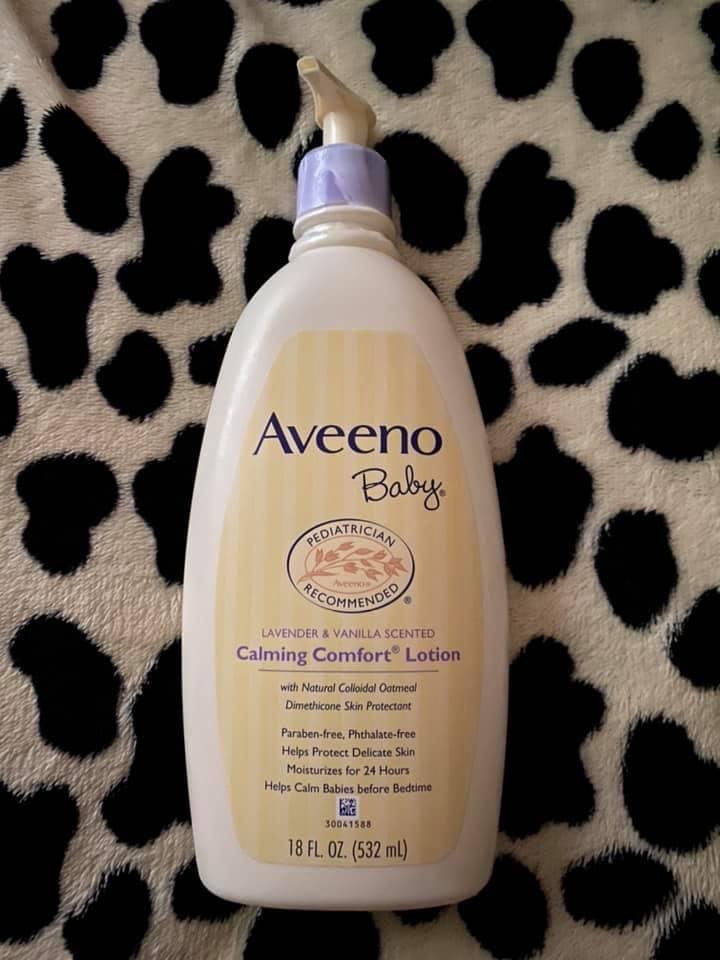 Aveeno
Baby®
PEDIATRICIAN
Aveeno®
RECOMMENDED®
LAVENDER & VANILLA SCENTED
Calming Comfort® Lotion
with Natural Colloidal Oatmeal
Dimethicone Skin Protectant
Paraben-free, Phthalate-free
Helps Protect Delicate Skin
Moisturizes for 24 Hours
Helps Calm Babies before Bedtime
30041588
18 FL. OZ. (532 mL)